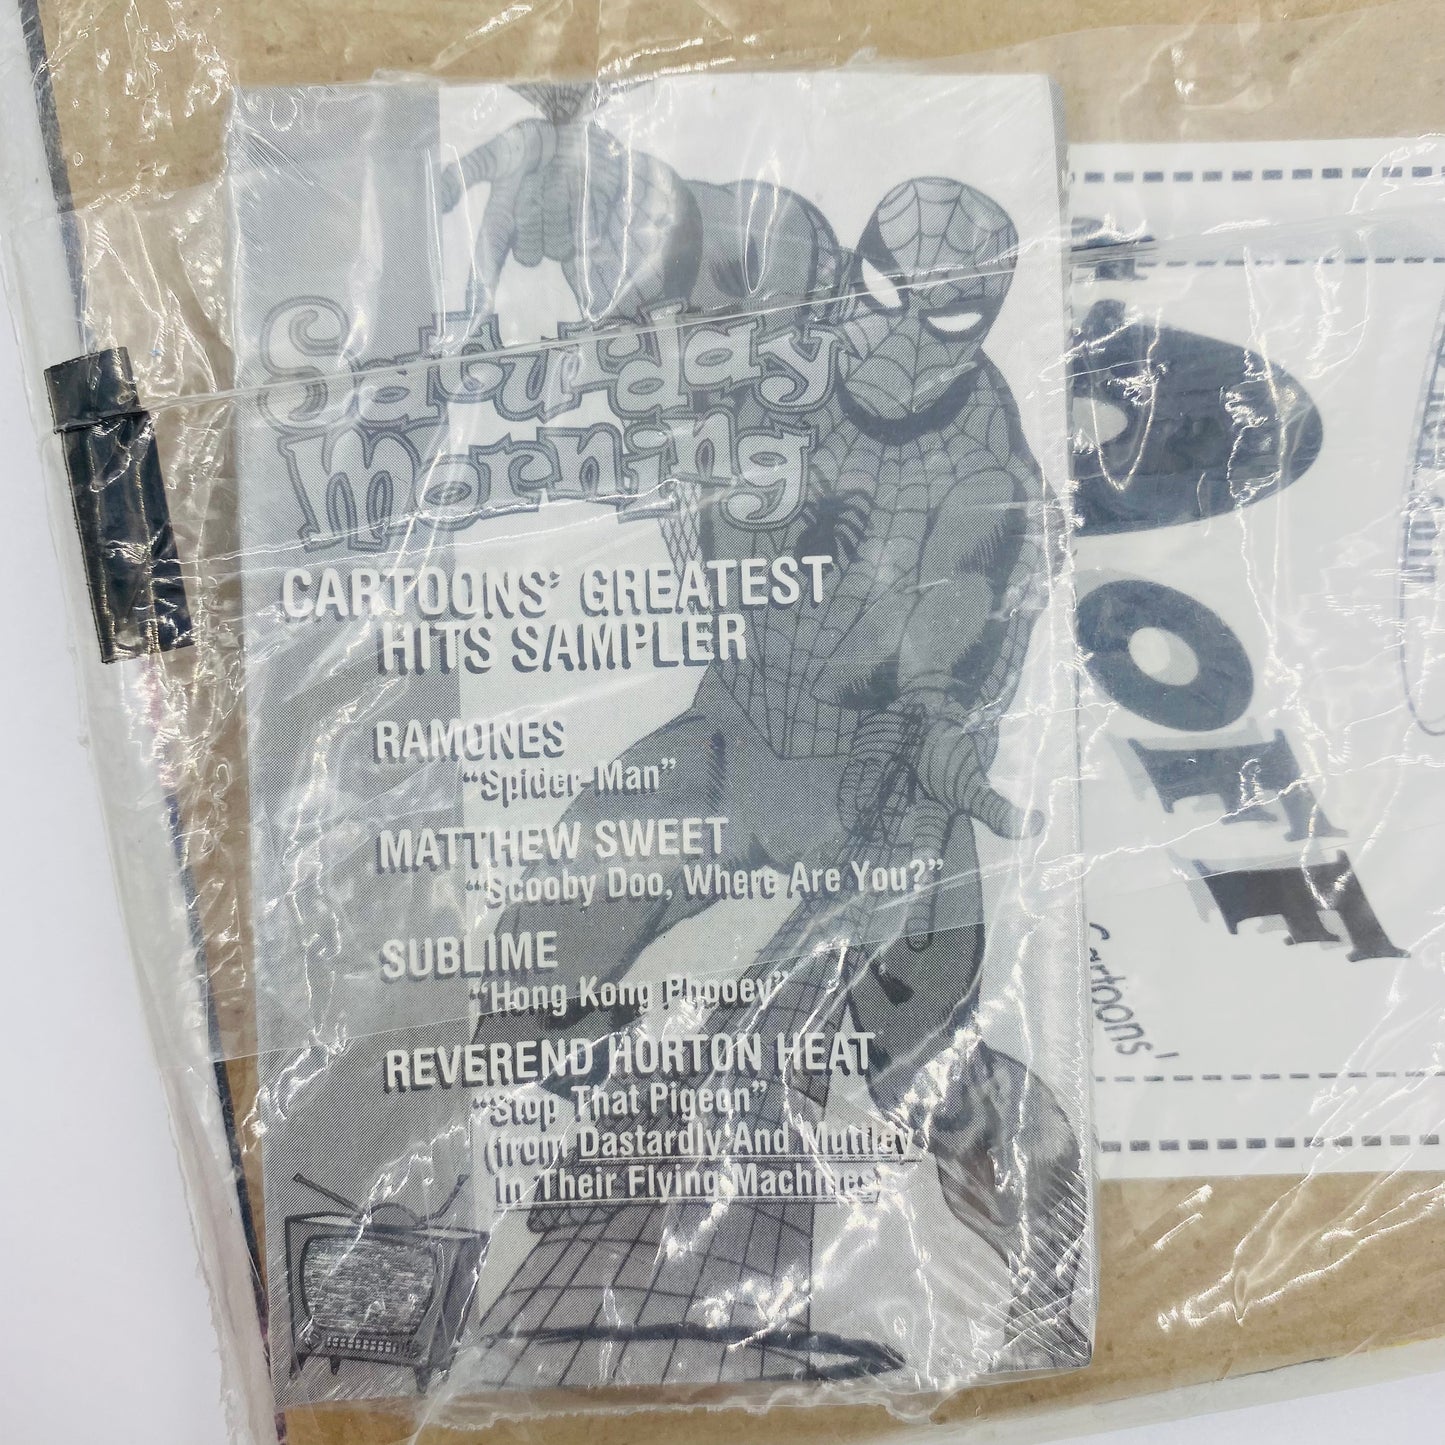 Saturday
Morning
CARTOONS' GREATEST
HITS SAMPLER
RAMONES
"Spider-Man"
MATTHEW SWEET
"Scooby Doo, Where Are You?"
SUBLIME
"Hong Kong Phooey"
REVEREND HORTON HEAT
"Stop That Pigeon"
(from Dastardly And Muttley
In Their Flying Machines)
OFF
Cartoons'